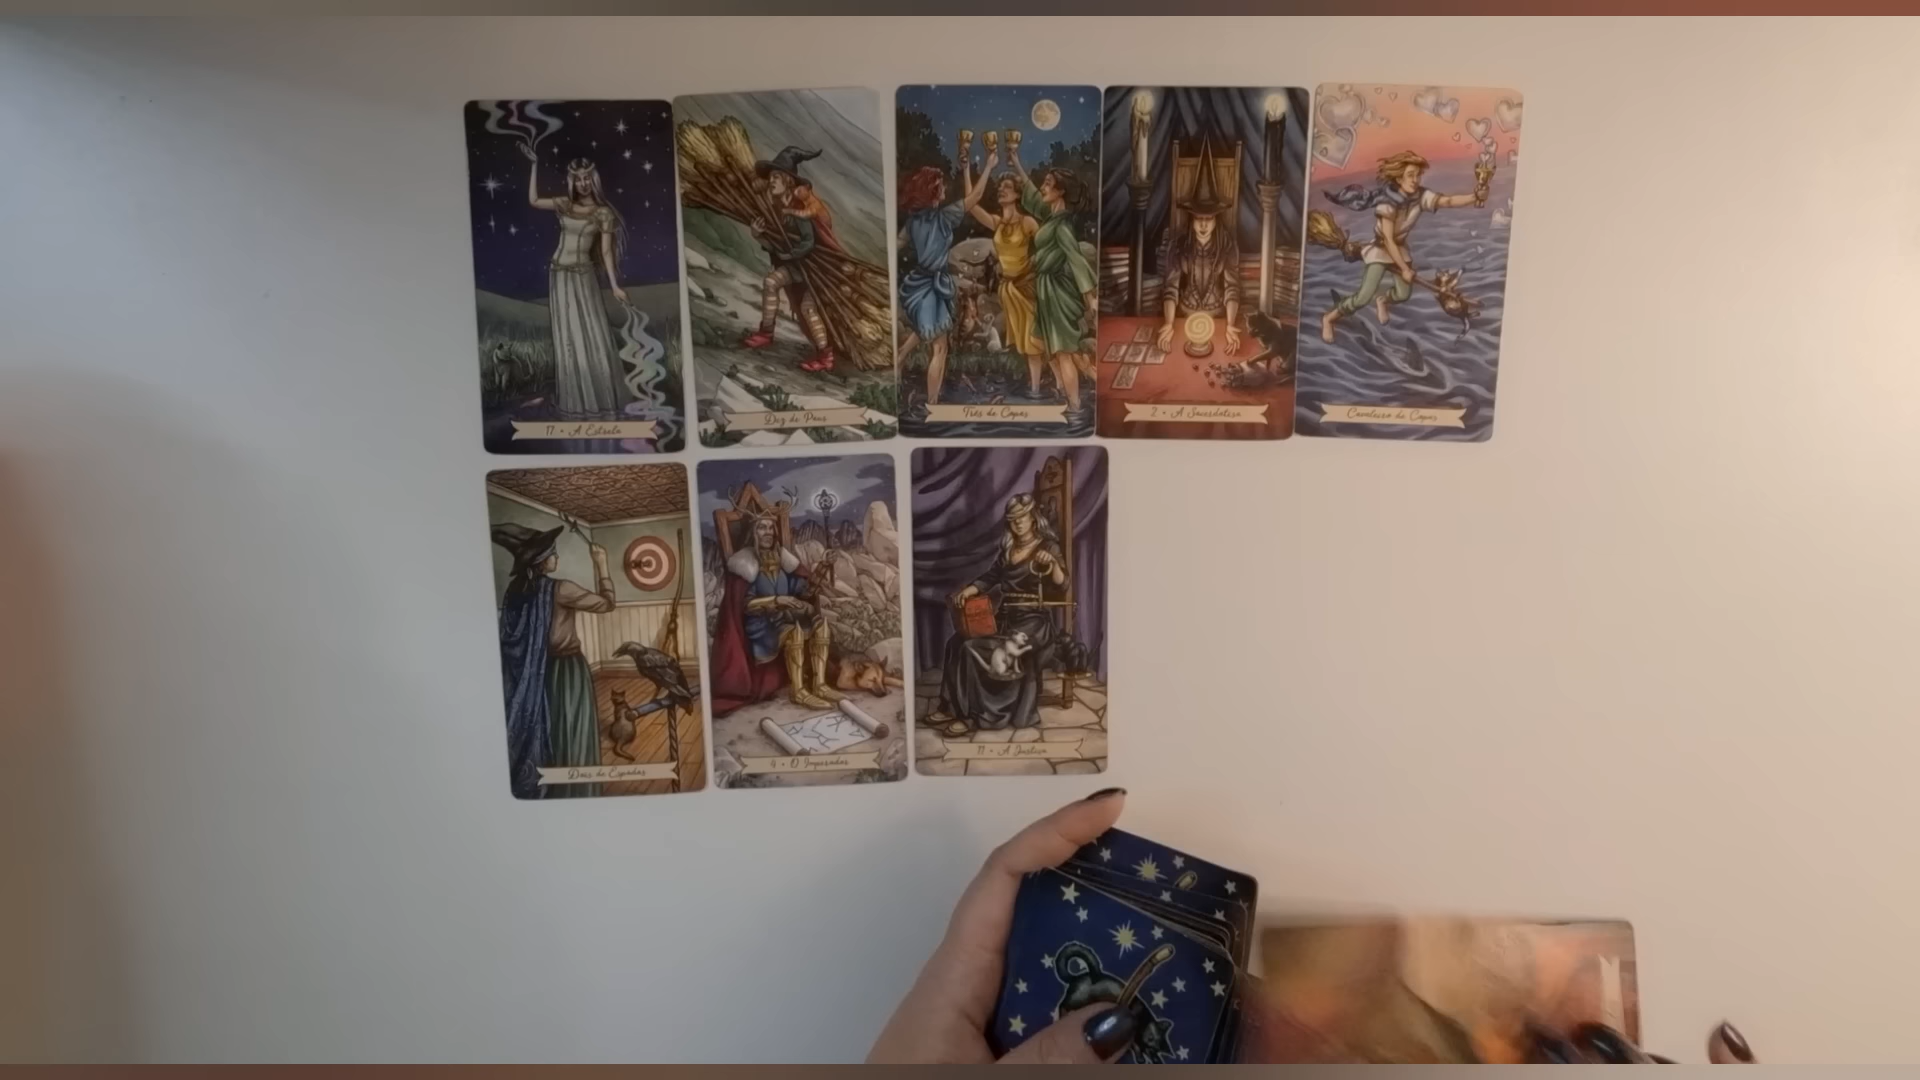 17 • A Estrela
Dez de Paus
Três de Copas
2 • A Sacerdotisa
Cavaleiro de Copas
Dois de Espadas
4 • O Imperador
11 • A Justiça